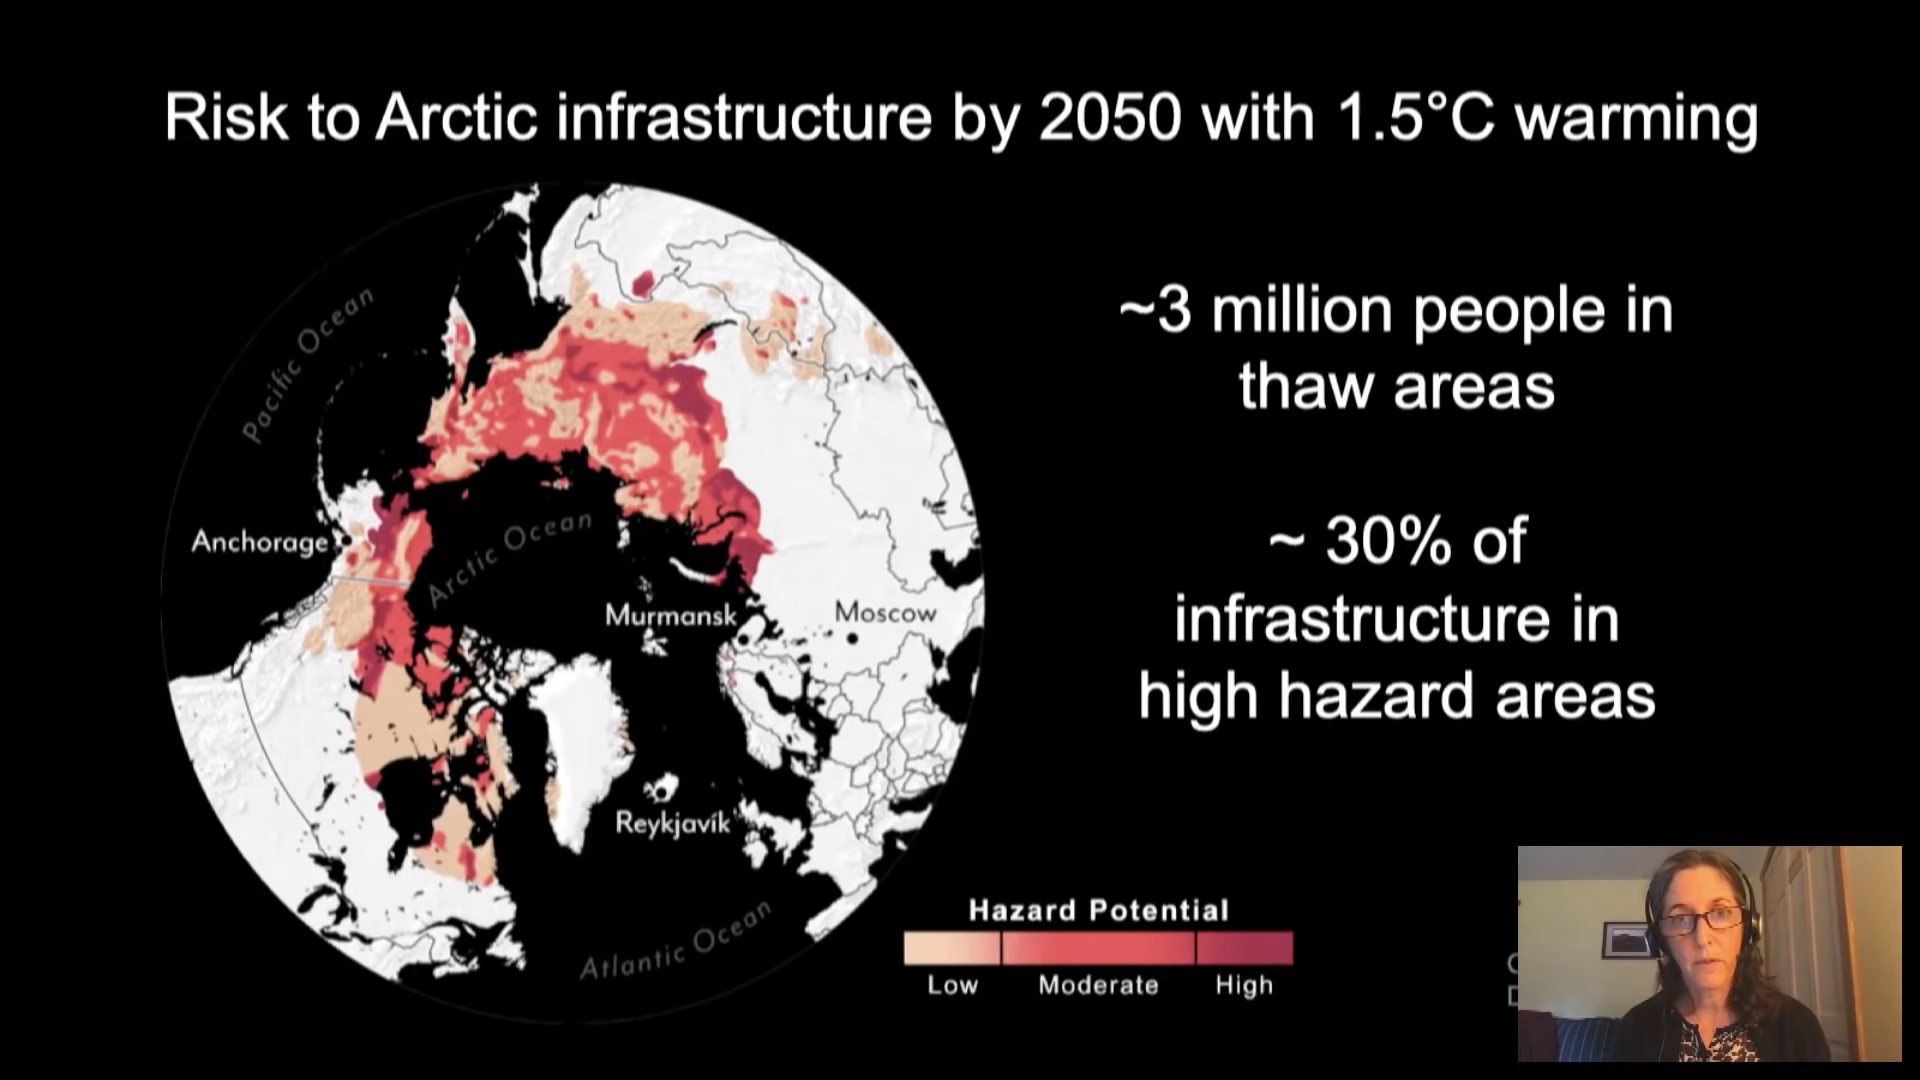 Risk to Arctic infrastructure by 2050 with 1.5°C warming
Pacific Ocean
~3 million people in
thaw areas
Arctic Ocean
Anchorage
~ 30% of
infrastructure in
high hazard areas
Murmansk
Moscow
Reykjavík
Atlantic Ocean
Hazard Potential
Low Moderate High